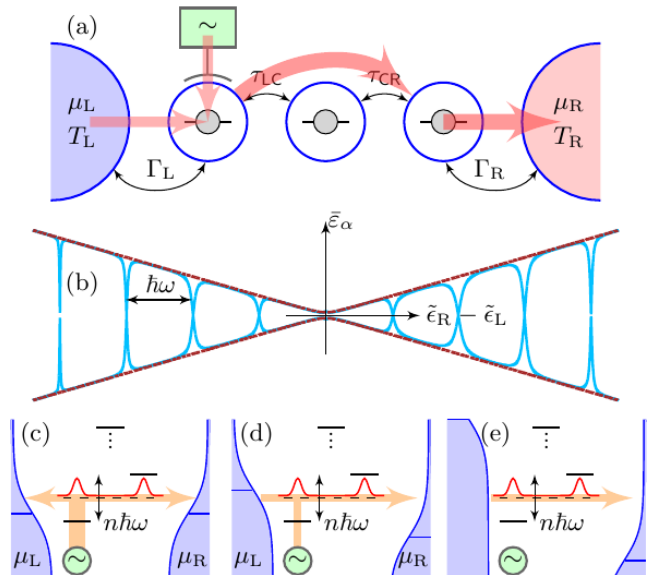 (a)
~
τLC
τCR
μL
TL
μR
TR
ΓL
ΓR
ε̄α
(b)
ħω
ϵ̃R − ϵ̃L
(c)
(d)
(e)
⋮
⋮
⋮
nħω
nħω
nħω
μL
~
μR
μL
~
μR
~